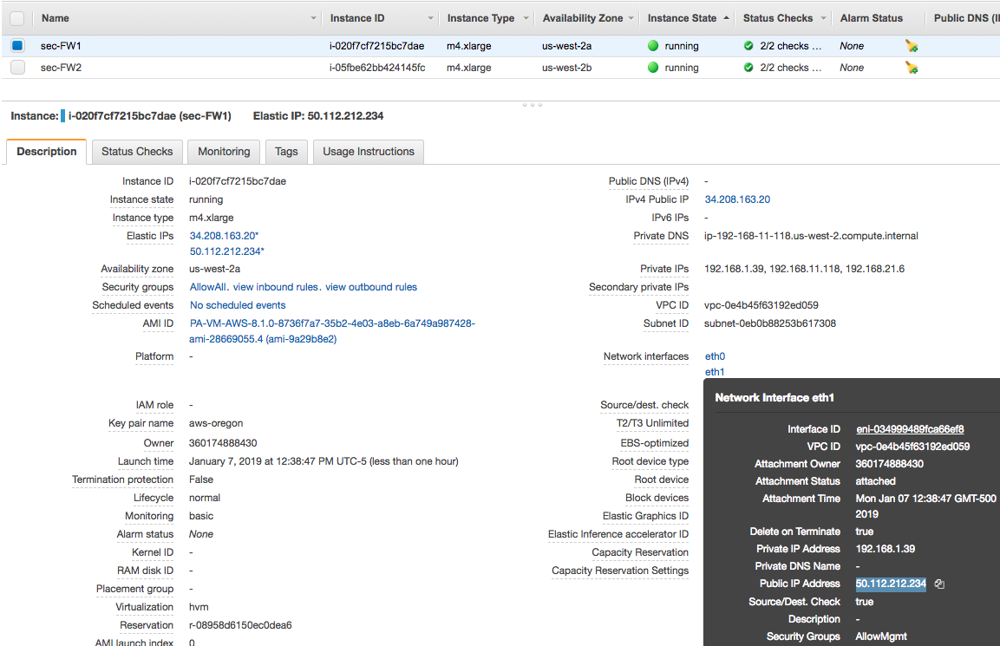 Name Instance ID Instance Type Availability Zone Instance State Status Checks Alarm Status Public DNS (I
sec-FW1 i-020f7cf7215bc7dae m4.xlarge us-west-2a running 2/2 checks ... None
sec-FW2 i-05fbe62bb424145fc m4.xlarge us-west-2b running 2/2 checks ... None
Instance: i-020f7cf7215bc7dae (sec-FW1) Elastic IP: 50.112.212.234
Description Status Checks Monitoring Tags Usage Instructions
Instance ID i-020f7cf7215bc7dae Public DNS (IPv4) -
Instance state running IPv4 Public IP 34.208.163.20
Instance type m4.xlarge IPv6 IPs -
Elastic IPs 34.208.163.20* Private DNS ip-192-168-11-118.us-west-2.compute.internal
50.112.212.234*
Availability zone us-west-2a Private IPs 192.168.1.39, 192.168.11.118, 192.168.21.6
Security groups AllowAll. view inbound rules. view outbound rules Secondary private IPs
Scheduled events No scheduled events VPC ID vpc-0e4b45f63192ed059
AMI ID PA-VM-AWS-8.1.0-8736f7a7-35b2-4e03-a8eb-6a749a987428- Subnet ID subnet-0eb0b88253b617308
ami-28669055.4 (ami-9a29b8e2)
Platform - Network interfaces eth0
eth1
IAM role - Source/dest. check
Key pair name aws-oregon T2/T3 Unlimited
Owner 360174888430 EBS-optimized
Launch time January 7, 2019 at 12:38:47 PM UTC-5 (less than one hour) Root device type
Termination protection False Root device
Lifecycle normal Block devices
Monitoring basic Elastic Graphics ID
Alarm status None Elastic Inference accelerator ID
Kernel ID - Capacity Reservation
RAM disk ID - Capacity Reservation Settings
Placement group -
Virtualization hvm
Reservation r-08958d6150ec0dea6
AMI launch index 0
Network Interface eth1
Interface ID eni-034999489fca66ef8
VPC ID vpc-0e4b45f63192ed059
Attachment Owner 360174888430
Attachment Status attached
Attachment Time Mon Jan 07 12:38:47 GMT-500
2019
Delete on Terminate true
Private IP Address 192.168.1.39
Private DNS Name -
Public IP Address 50.112.212.234
Source/Dest. Check true
Description -
Security Groups AllowMgmt